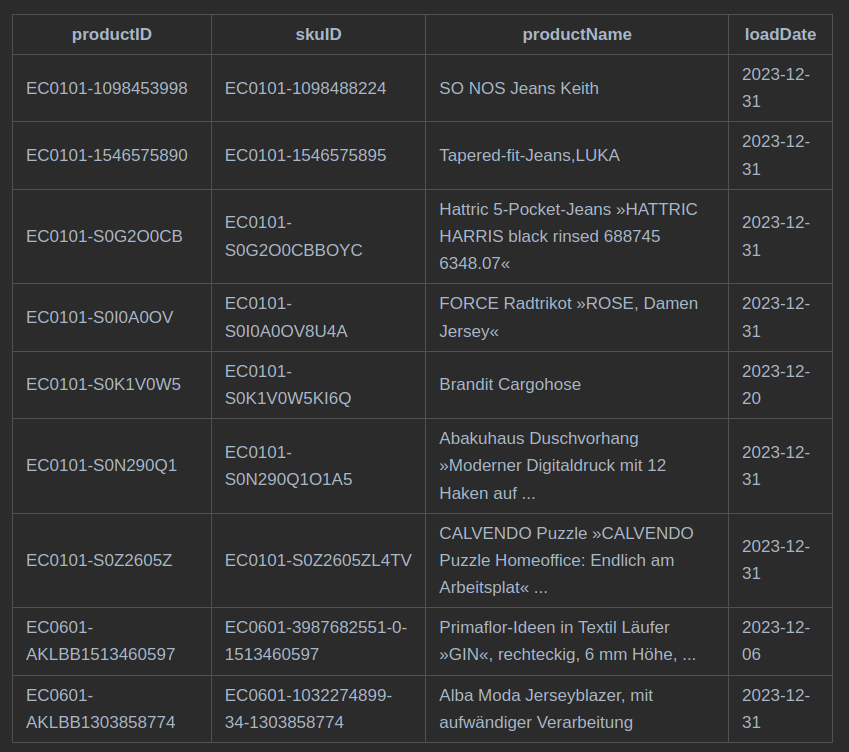 productID skuID productName loadDate
EC0101-1098453998 EC0101-1098488224 SO NOS Jeans Keith 2023-12-
31
EC0101-1546575890 EC0101-1546575895 Tapered-fit-Jeans,LUKA 2023-12-
31
EC0101-S0G2O0CB EC0101-
S0G2O0CBBOYC Hattric 5-Pocket-Jeans »HATTRIC
HARRIS black rinsed 688745
6348.07« 2023-12-
31
EC0101-S0I0A0OV EC0101-
S0I0A0OV8U4A FORCE Radtrikot »ROSE, Damen
Jersey« 2023-12-
31
EC0101-S0K1V0W5 EC0101-
S0K1V0W5KI6Q Brandit Cargohose 2023-12-
20
EC0101-S0N290Q1 EC0101-
S0N290Q1O1A5 Abakuhaus Duschvorhang
»Moderner Digitaldruck mit 12
Haken auf ... 2023-12-
31
EC0101-S0Z2605Z EC0101-S0Z2605ZL4TV CALVENDO Puzzle »CALVENDO
Puzzle Homeoffice: Endlich am
Arbeitsplat« ... 2023-12-
31
EC0601-
AKLBB1513460597 EC0601-3987682551-0-
1513460597 Primaflor-Ideen in Textil Läufer
»GIN«, rechteckig, 6 mm Höhe, ... 2023-12-
06
EC0601-
AKLBB1303858774 EC0601-1032274899-
34-1303858774 Alba Moda Jerseyblazer, mit
aufwändiger Verarbeitung 2023-12-
31